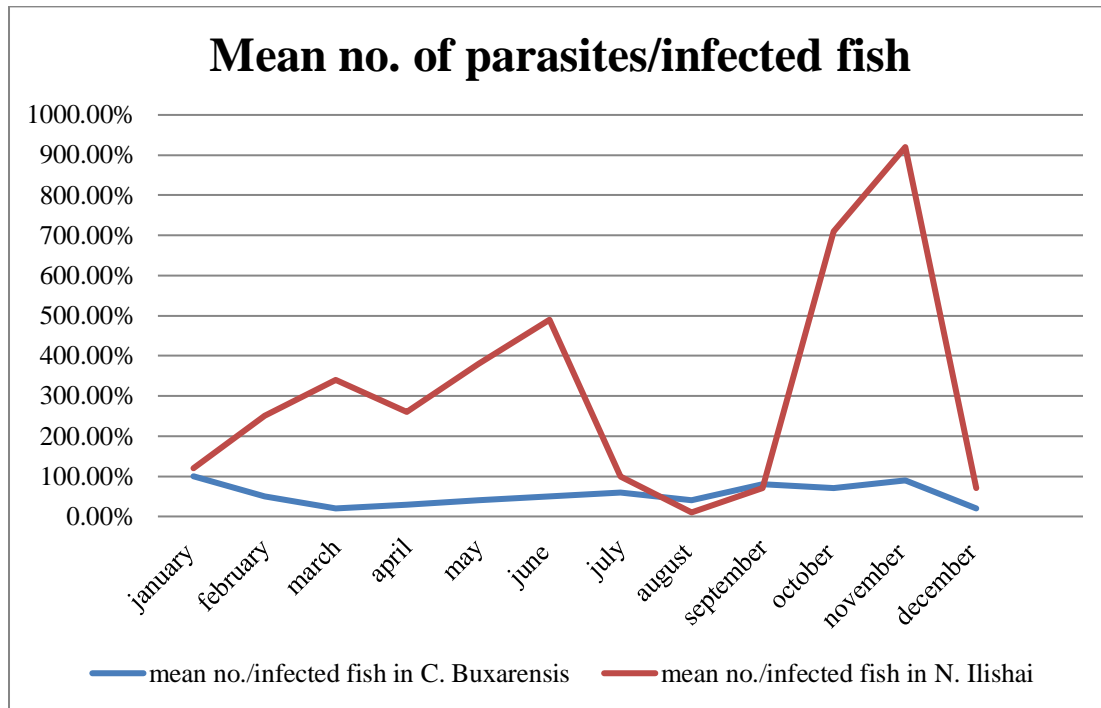 Mean no. of parasites/infected fish
1000.00%
900.00%
800.00%
700.00%
600.00%
500.00%
400.00%
300.00%
200.00%
100.00%
0.00%
january
february
march
april
may
june
july
august
september
october
november
december
mean no./infected fish in C. Buxarensis
mean no./infected fish in N. Ilishai